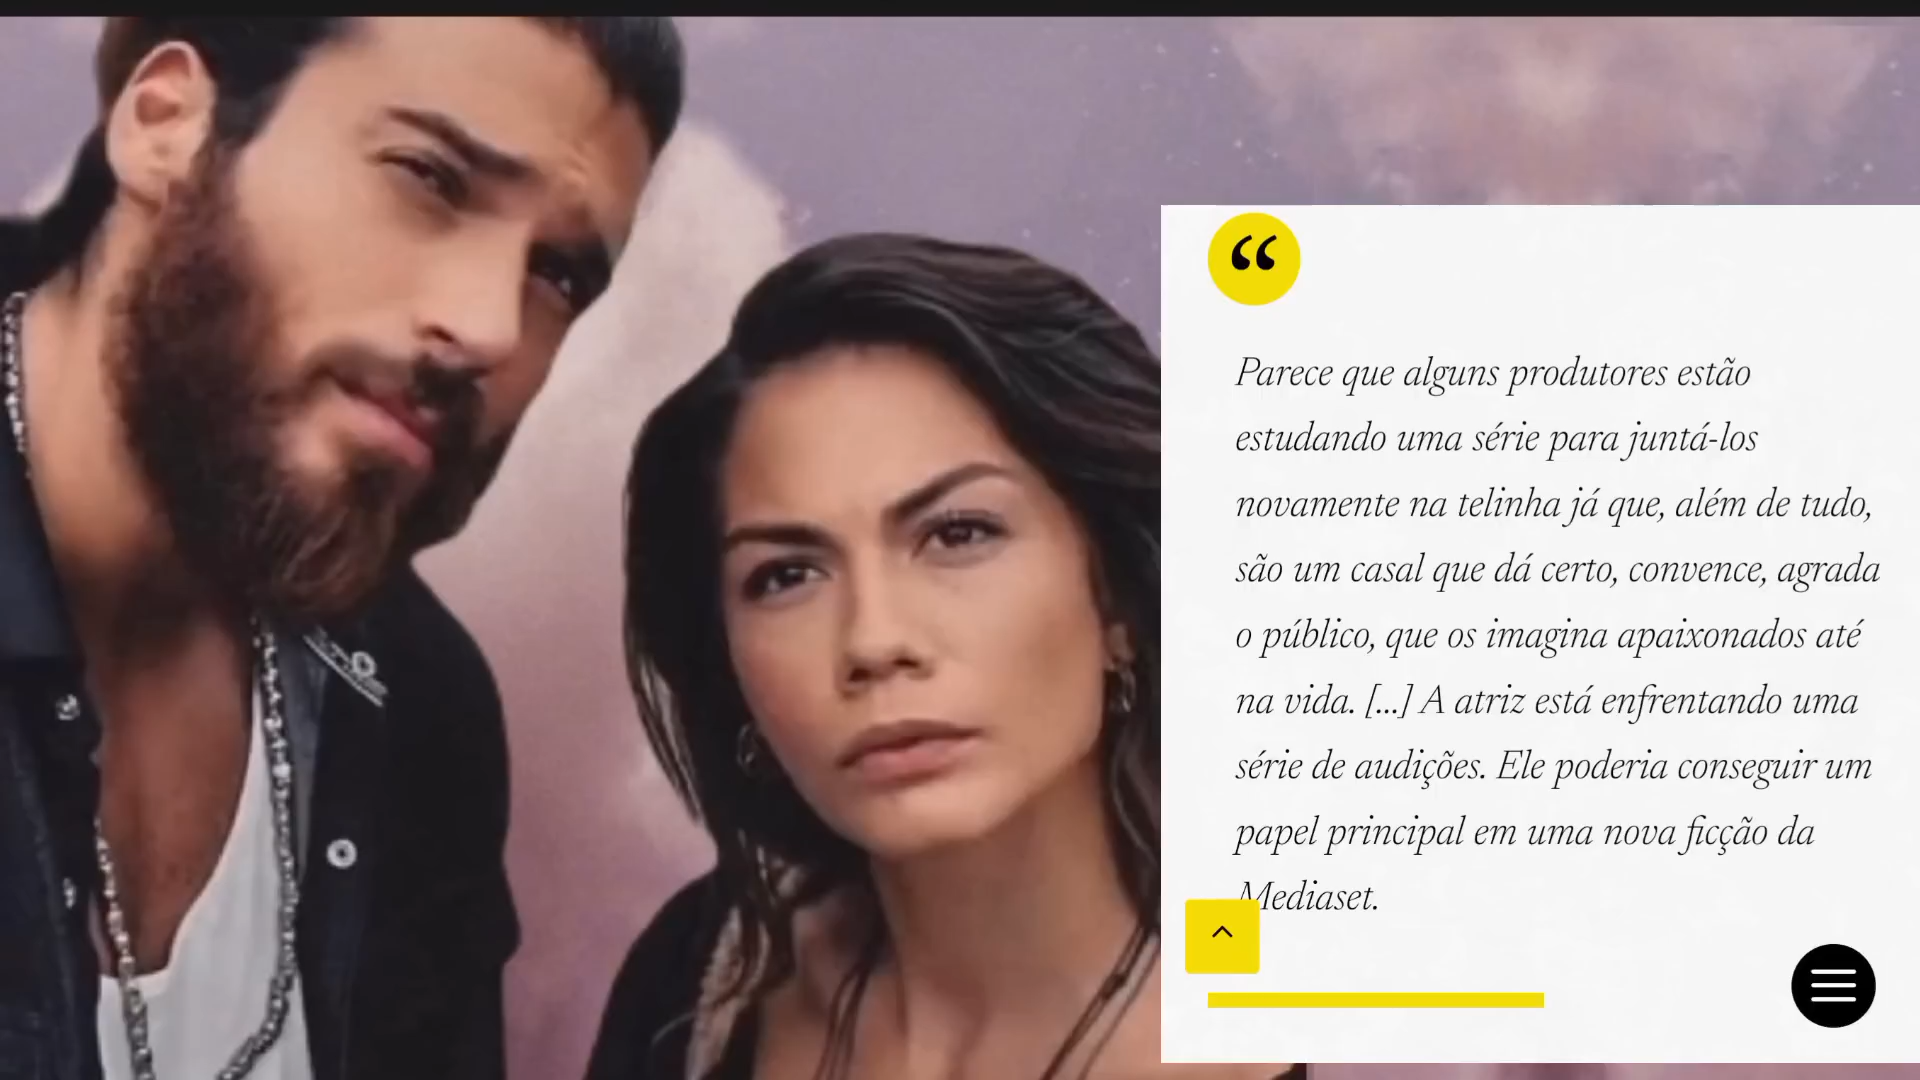 “
Parece que alguns produtores estão
estudando uma série para juntá-los
novamente na telinha já que, além de tudo,
são um casal que dá certo, convence, agrada
o público, que os imagina apaixonados até
na vida. [...] A atriz está enfrentando uma
série de audições. Ele poderia conseguir um
papel principal em uma nova ficção da
Mediaset.